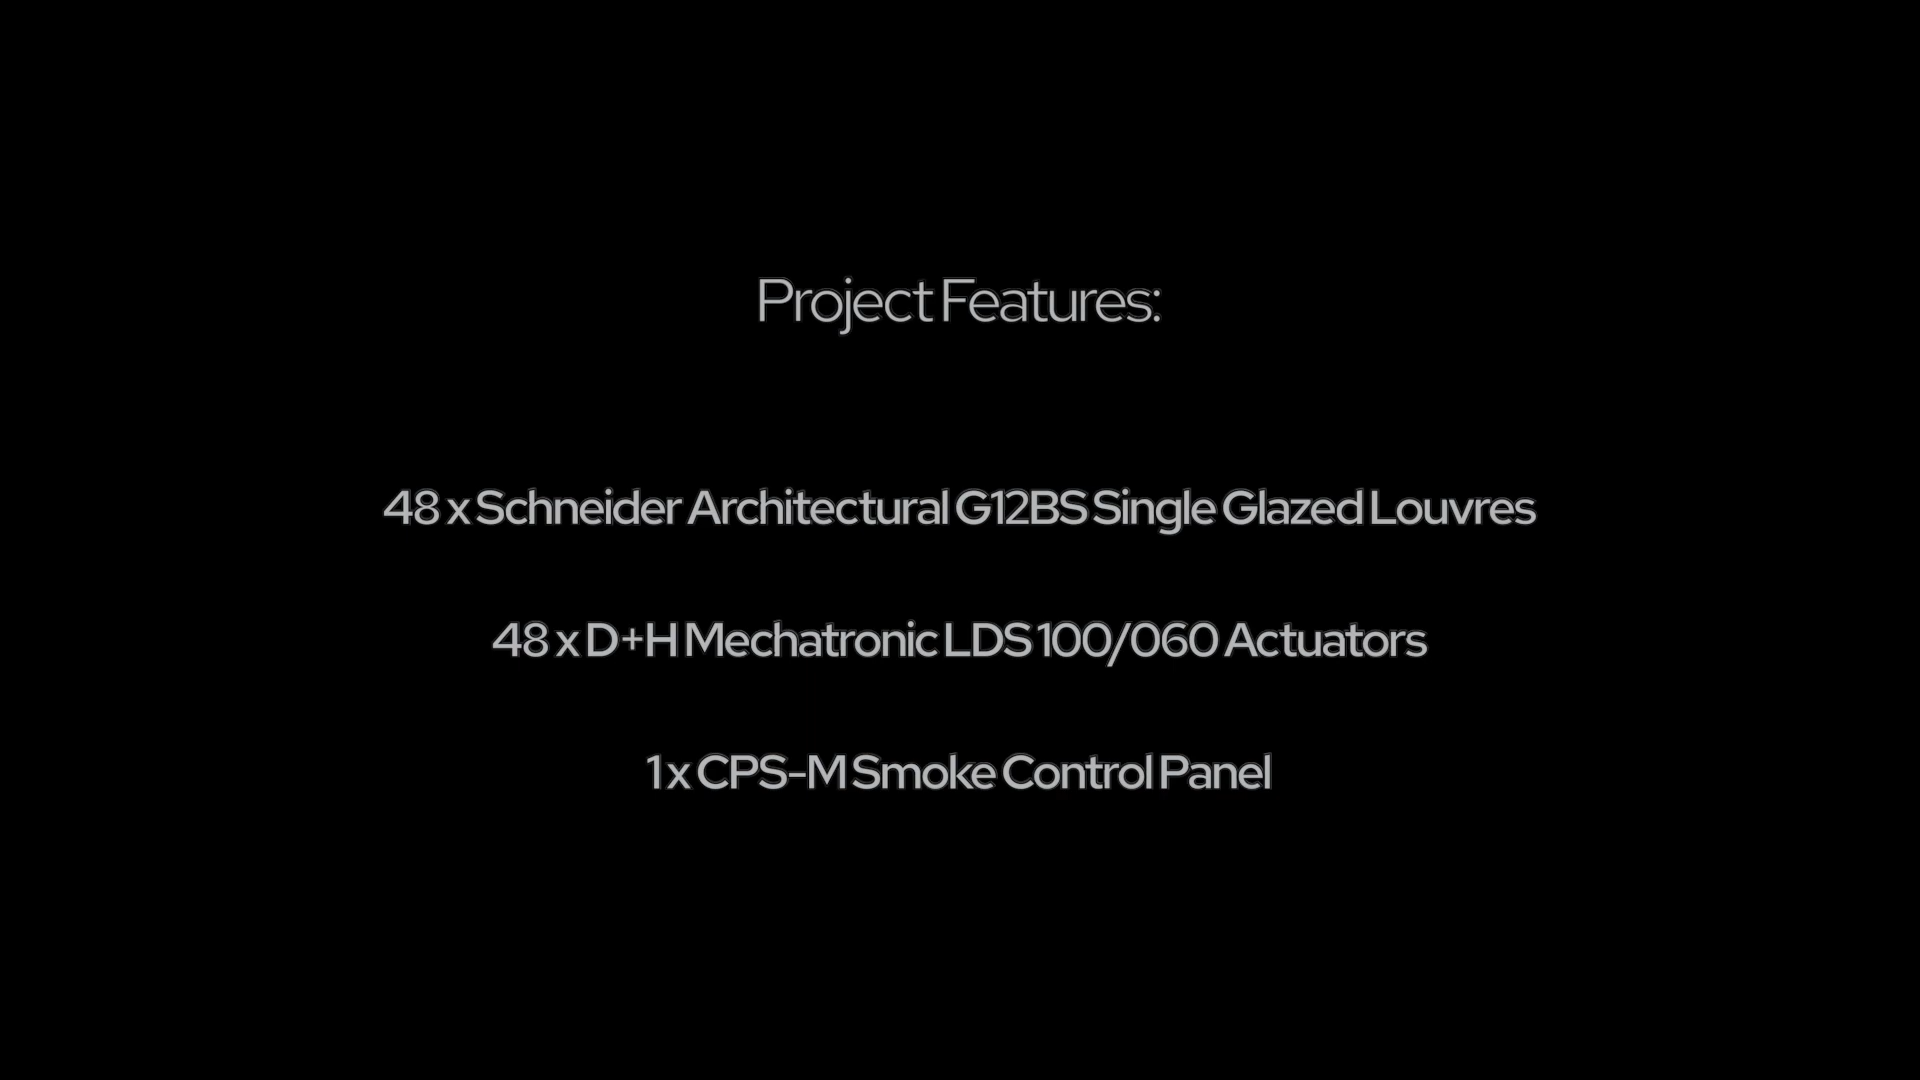 Project Features:
48 x Schneider Architectural G12BS Single Glazed Louvres
48 x D+H Mechatronic LDS 100/060 Actuators
1 x CPS-M Smoke Control Panel